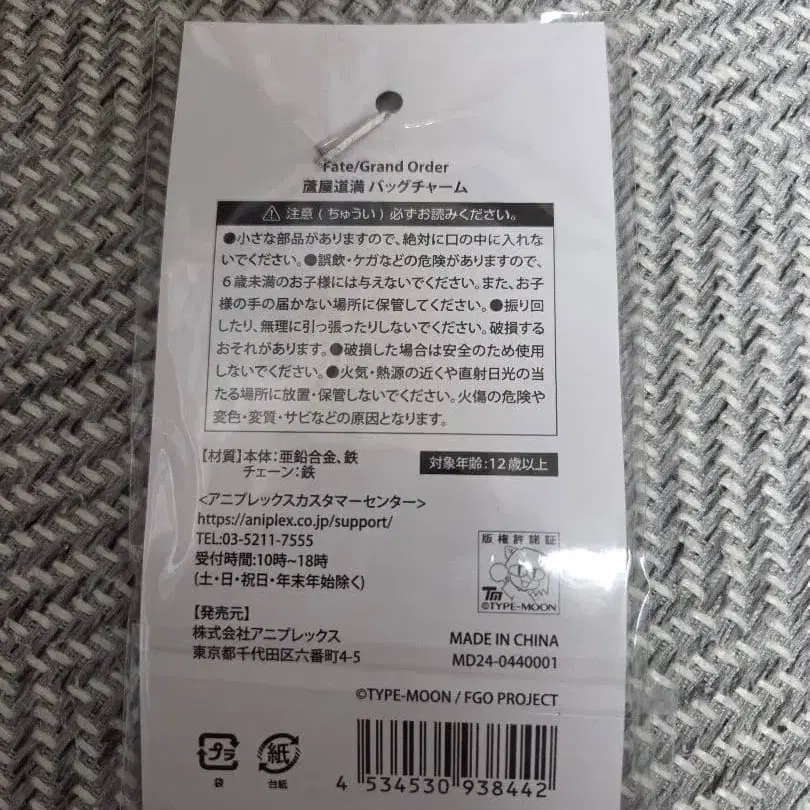 Fate/Grand Order
蘆屋道満 バッグチャーム
注意(ちゅうい)必ずお読みください。
●小さな部品がありますので、絶対に口の中に入れな
いでください。●誤飲・ケガなどの危険がありますので、
6歳未満のお子様には与えないでください。また、お子
様の手の届かない場所に保管してください。●振り回
したり、無理に引っ張ったりしないでください。破損する
おそれがあります。●破損した場合は安全のため使用
しないでください。●火気・熱源の近くや直射日光の当
たる場所に放置・保管しないでください。火傷の危険や
変色・変質・サビなどの原因となります。
【材質】本体:亜鉛合金、鉄
チェーン:鉄
対象年齢:12歳以上
<アニプレックスカスタマーセンター>
https://aniplex.co.jp/support/
TEL:03-5211-7555
受付時間:10時~18時
(土・日・祝日・年末年始除く)
版権許諾証
TM
©TYPE-MOON
【発売元】
株式会社アニプレックス
東京都千代田区六番町4-5
MADE IN CHINA
MD24-0440001
©TYPE-MOON / FGO PROJECT
プラ
袋
紙
台紙
4 534530 938442